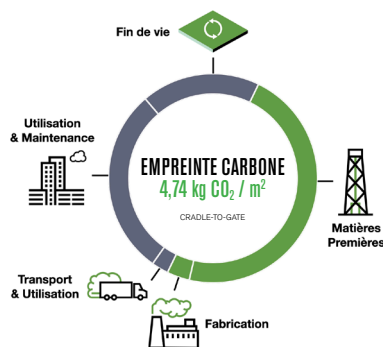 Fin de vie
Utilisation
& Maintenance
EMPREINTE CARBONE
4,74 kg CO₂ / m²
CRADLE-TO-GATE
Matières
Premières
Transport
& Utilisation
Fabrication